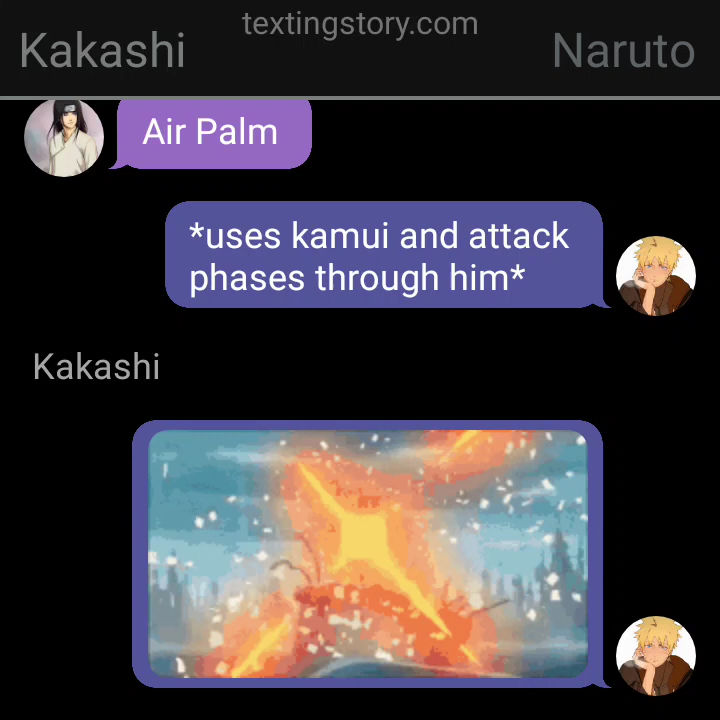 textingstory.com
Kakashi
Naruto
Air Palm
*uses kamui and attack
phases through him*
Kakashi